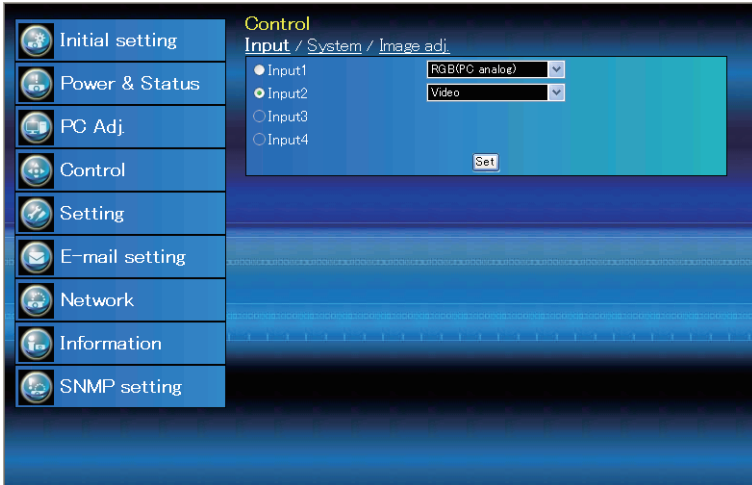 Initial setting
Power & Status
PC Adj.
Control
Setting
E-mail setting
Network
Information
SNMP setting
Control
Input / System / Image adj.
Input1 RGB(PC analog)
Input2 Video
Input3
Input4
Set